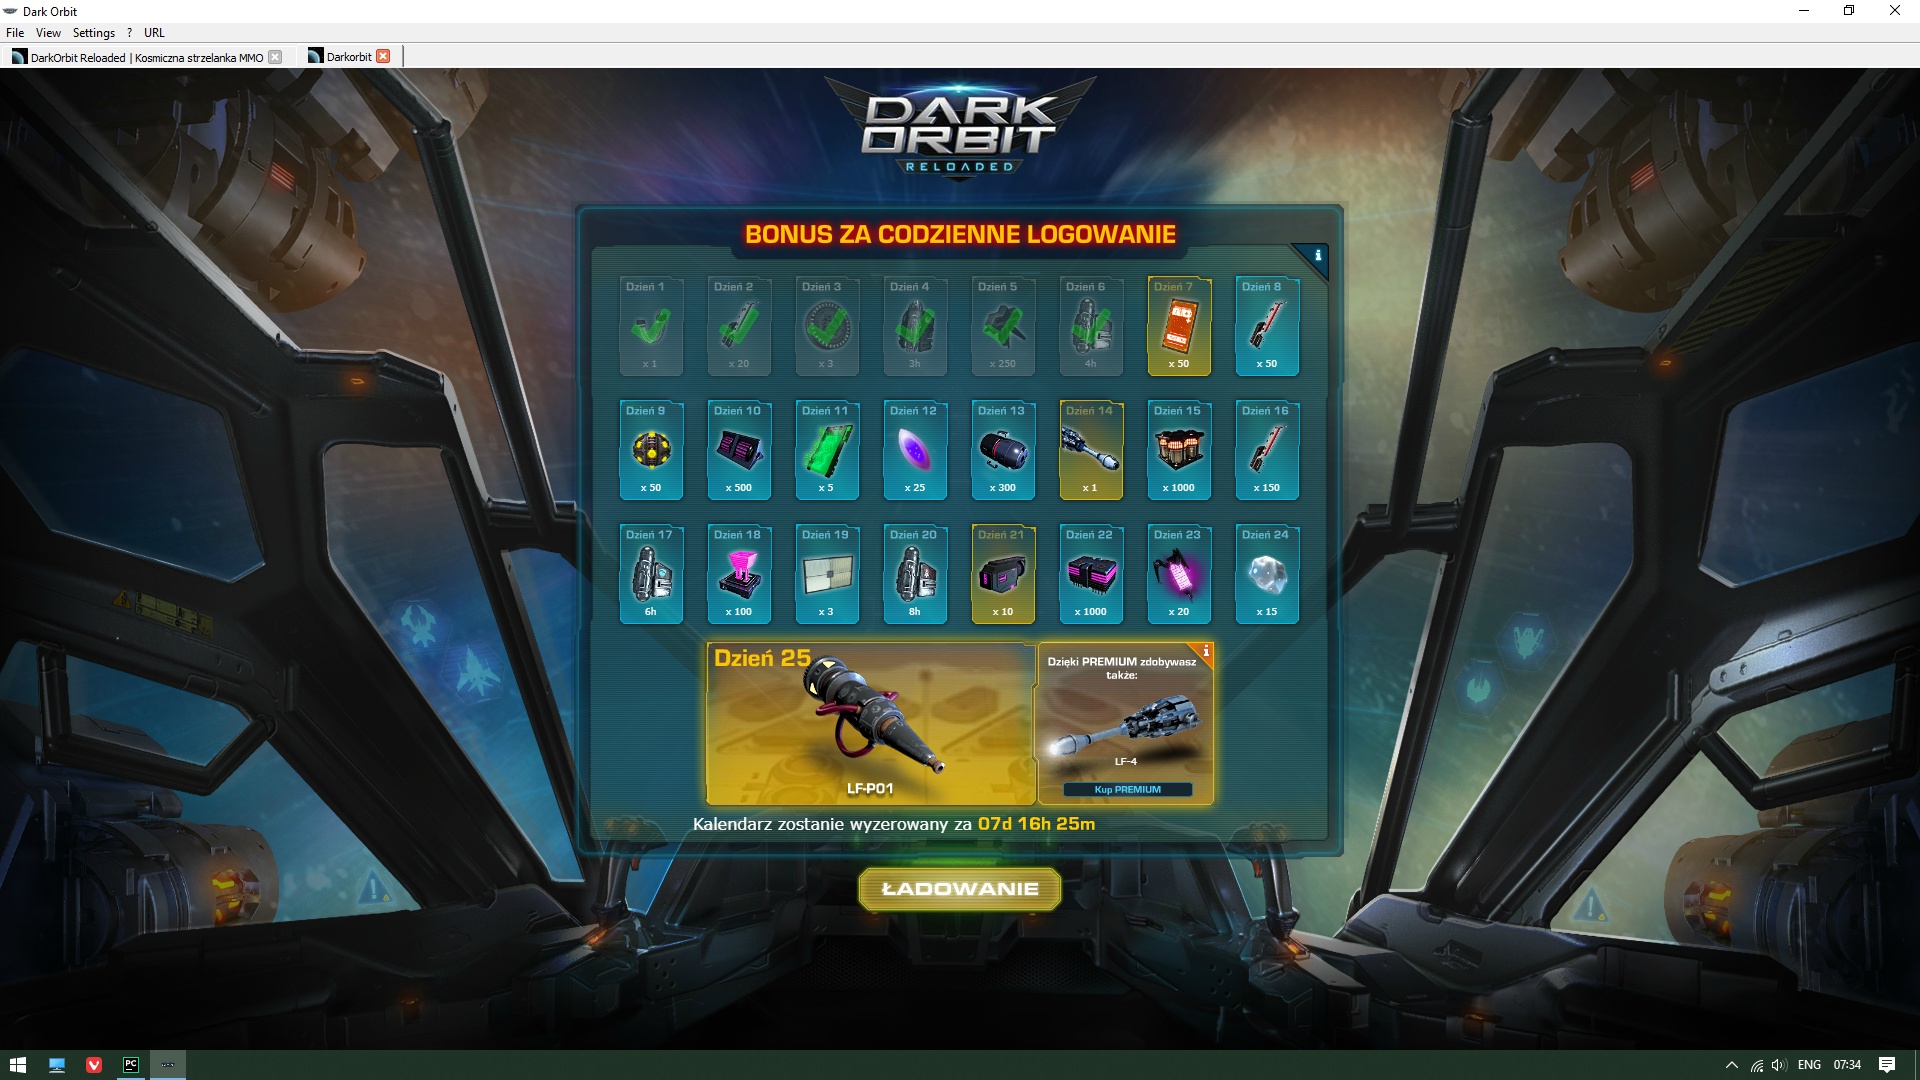 Dark Orbit
File View Settings ? URL
DarkOrbit Reloaded | Kosmiczna strzelanka MMO
Darkorbit
DARK
ORBIT
RELOADED
BONUS ZA CODZIENNE LOGOWANIE
i
Dzień 1 Dzień 2 Dzień 3 Dzień 4 Dzień 5 Dzień 6 Dzień 7 Dzień 8
x 1 x 20 x 3 3h x 250 4h x 50 x 50
Dzień 9 Dzień 10 Dzień 11 Dzień 12 Dzień 13 Dzień 14 Dzień 15 Dzień 16
x 50 x 500 x 5 x 25 x 300 x 1 x 1000 x 150
Dzień 17 Dzień 18 Dzień 19 Dzień 20 Dzień 21 Dzień 22 Dzień 23 Dzień 24
6h x 100 x 3 8h x 10 x 1000 x 20 x 15
Dzień 25
LF-P01
i
Dzięki PREMIUM zdobywasz
także:
LF-4
Kup PREMIUM
Kalendarz zostanie wyzerowany za 07d 16h 25m
ŁADOWANIE
PC
ENG 07:34